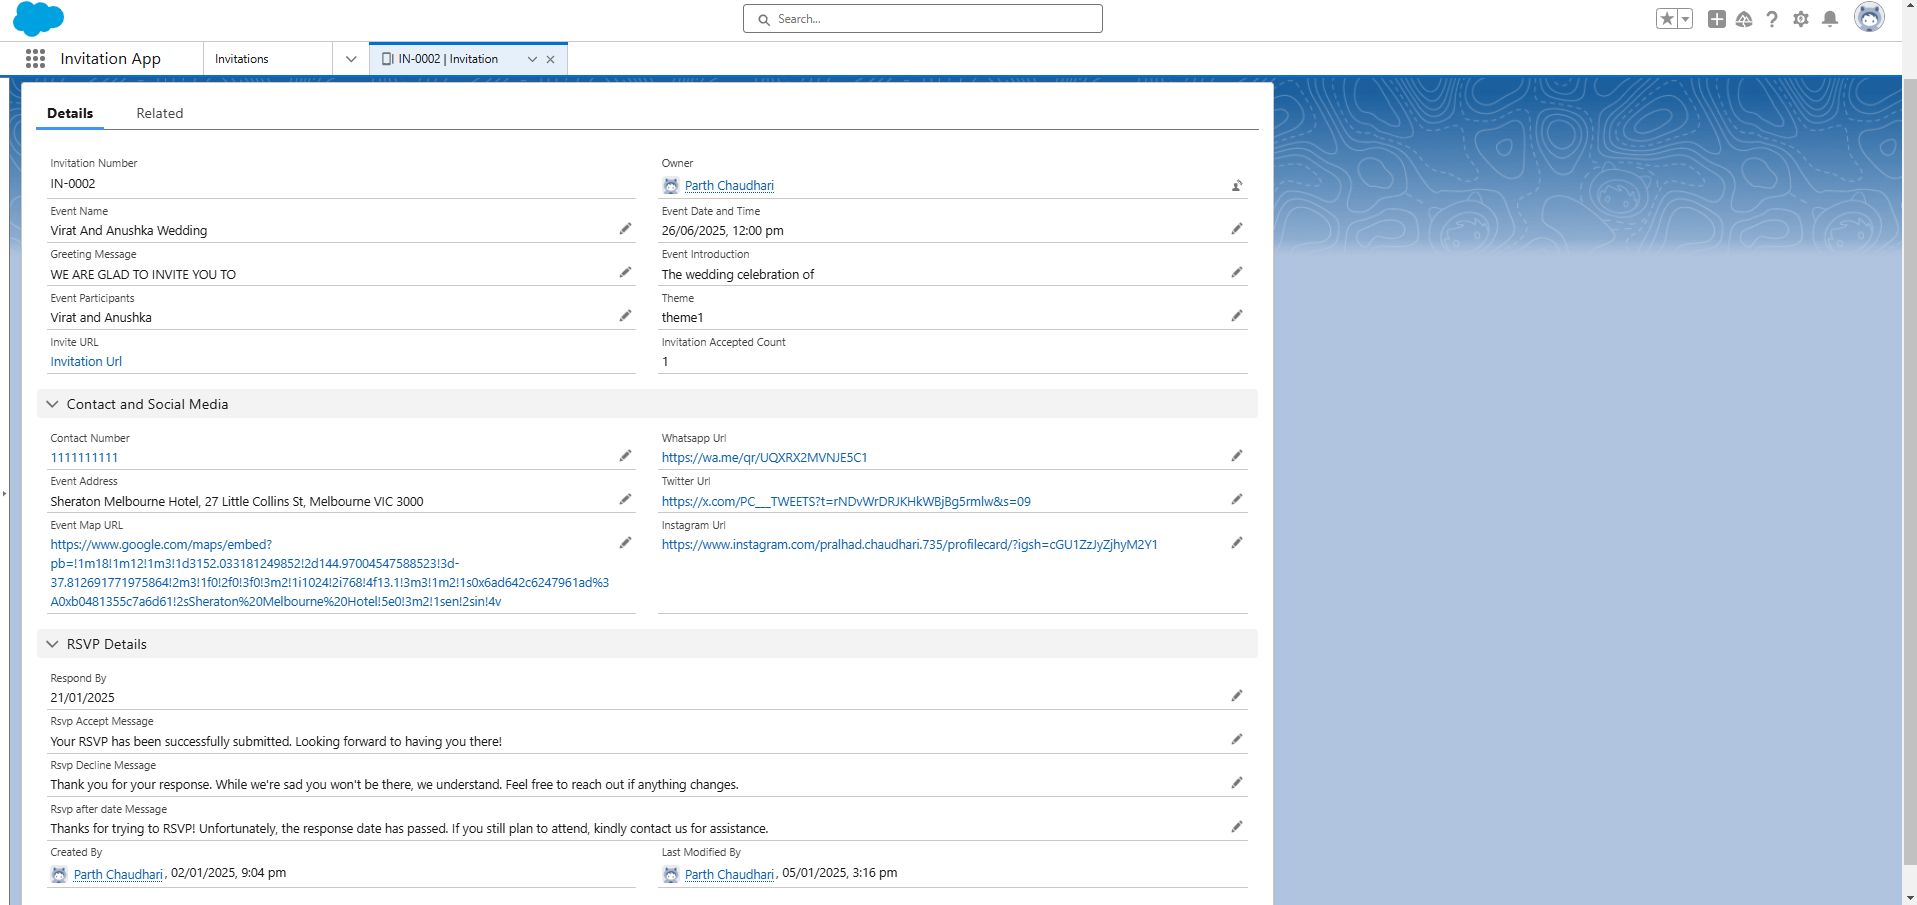 Search...
Invitation App
Invitations
IN-0002 | Invitation
Details
Related
Invitation Number
IN-0002
Owner
Parth Chaudhari
Event Name
Virat And Anushka Wedding
Event Date and Time
26/06/2025, 12:00 pm
Greeting Message
WE ARE GLAD TO INVITE YOU TO
Event Introduction
The wedding celebration of
Event Participants
Virat and Anushka
Theme
theme1
Invite URL
Invitation Url
Invitation Accepted Count
1
Contact and Social Media
Contact Number
1111111111
Whatsapp Url
https://wa.me/qr/UQXRX2MVNJE5C1
Event Address
Sheraton Melbourne Hotel, 27 Little Collins St, Melbourne VIC 3000
Twitter Url
https://x.com/PC___TWEETS?t=rNDvWrDRJKHkWBjBg5rmlw&s=09
Event Map URL
https://www.google.com/maps/embed?
pb=!1m18!1m12!1m3!1d3152.033181249852!2d144.97004547588523!3d-
37.812691771975864!2m3!1f0!2f0!3f0!3m2!1i1024!2i768!4f13.1!3m3!1m2!1s0x6ad642c6247961ad%3
A0xb0481355c7a6d61!2sSheraton%20Melbourne%20Hotel!5e0!3m2!1sen!2sin!4v
Instagram Url
https://www.instagram.com/pralhad.chaudhari.735/profilecard/?igsh=cGU1ZzJyZjhyM2Y1
RSVP Details
Respond By
21/01/2025
Rsvp Accept Message
Your RSVP has been successfully submitted. Looking forward to having you there!
Rsvp Decline Message
Thank you for your response. While we're sad you won't be there, we understand. Feel free to reach out if anything changes.
Rsvp after date Message
Thanks for trying to RSVP! Unfortunately, the response date has passed. If you still plan to attend, kindly contact us for assistance.
Created By
Parth Chaudhari, 02/01/2025, 9:04 pm
Last Modified By
Parth Chaudhari, 05/01/2025, 3:16 pm